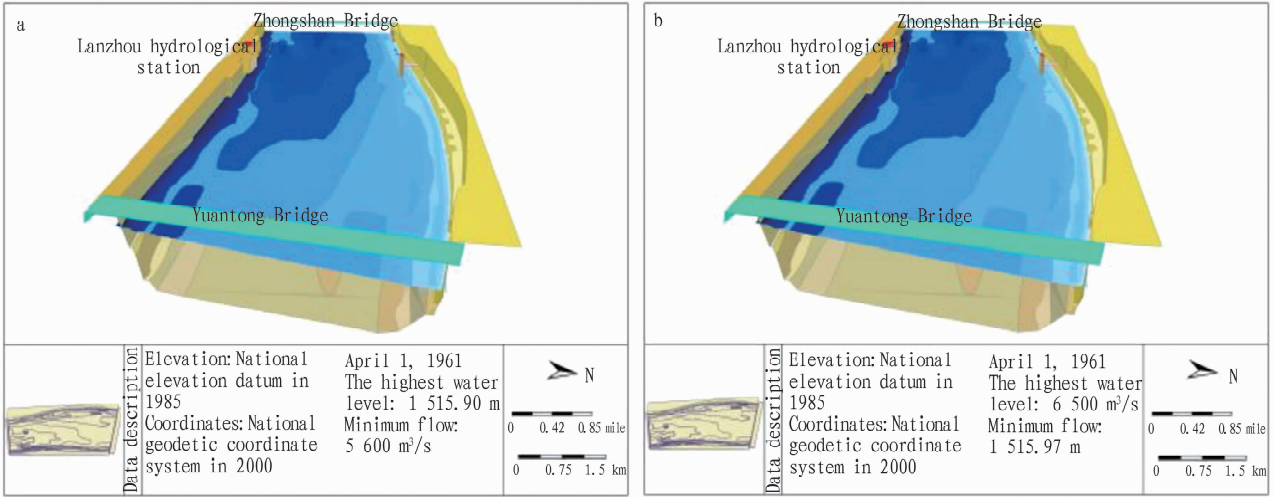 a
Zhongshan Bridge
Lanzhou hydrological
station
Yuantong Bridge
Data description
Elcvation: National
elevation datum in
1985
Coordinates: National
geodetic coordinate
system in 2000
April 1, 1961
The highest water
level: 1 515.90 m
Minimum flow:
5 600 m³/s
N
0 0.42 0.85 mile
0 0.75 1.5 km
b
Zhongshan Bridge
Lanzhou hydrological
station
Yuantong Bridge
Data description
Elevation: National
elevation datum in
1985
Coordinates: National
geodetic coordinate
system in 2000
April 1, 1961
The highest water
level: 6 500 m³/s
Minimum flow:
1 515.97 m
N
0 0.42 0.85 mile
0 0.75 1.5 km